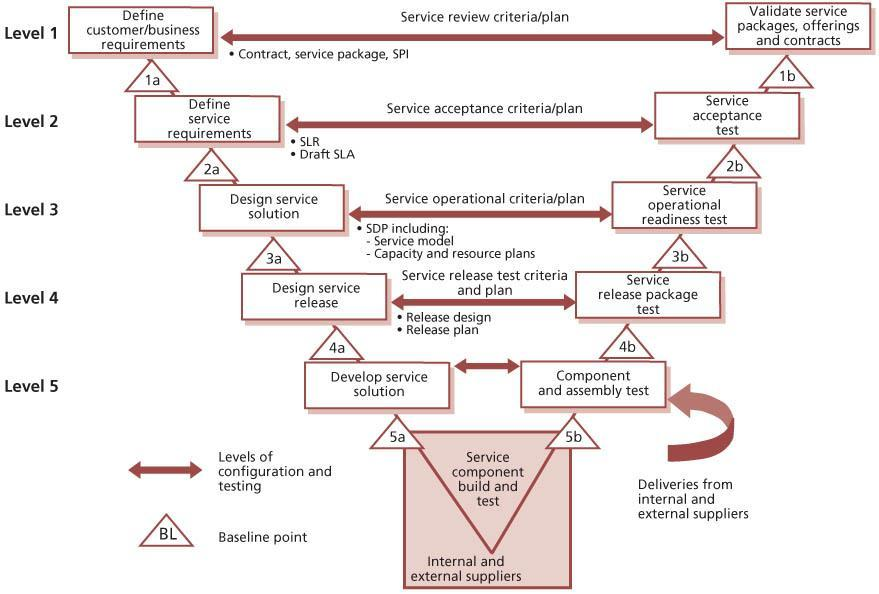 Level 1
Define
customer/business
requirements
Service review criteria/plan
• Contract, service package, SPI
Validate service
packages, offerings
and contracts
1a
1b
Level 2
Define
service
requirements
Service acceptance criteria/plan
• SLR
• Draft SLA
Service
acceptance
test
2a
2b
Level 3
Design service
solution
Service operational criteria/plan
• SDP including:
- Service model
- Capacity and resource plans
Service
operational
readiness test
3a
3b
Level 4
Design service
release
Service release test criteria
and plan
• Release design
• Release plan
Service
release package
test
4a
4b
Level 5
Develop service
solution
Component
and assembly test
5a
5b
Service
component
build and
test
Internal and
external suppliers
Deliveries from
internal and
external suppliers
Levels of
configuration and
testing
BL
Baseline point